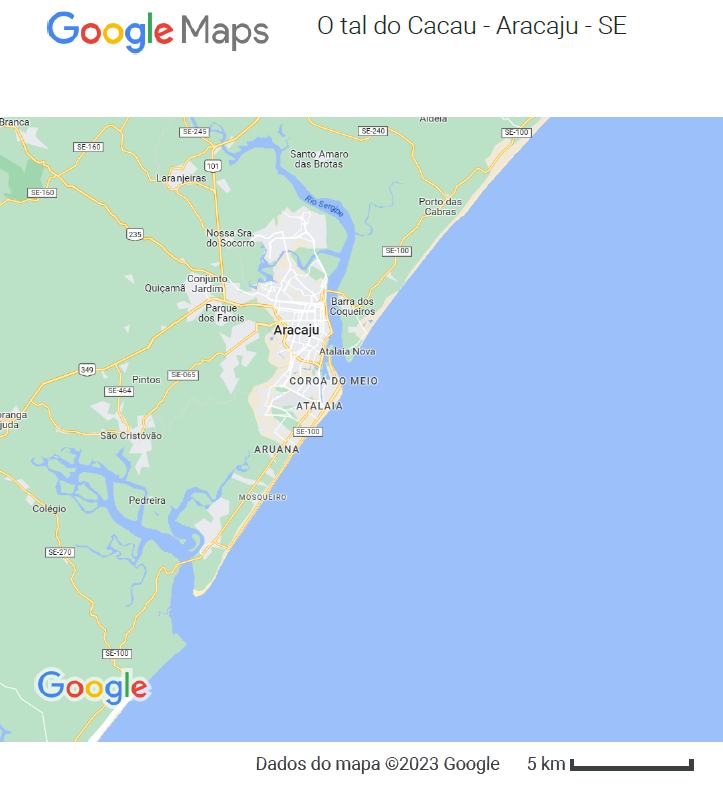 Google Maps
O tal do Cacau - Aracaju - SE
Aldeia
Branca
SE-245
SE-240
SE-100
SE-160
101
Santo Amaro
das Brotas
Laranjeiras
SE-160
Rio Sergipe
Porto das
Cabras
235
Nossa Sra.
do Socorro
SE-100
Conjunto
Jardim
Quiçamã
Barra dos
Coqueiros
Parque
dos Farois
Aracaju
Atalaia Nova
349
SE-065
Pintos
COROA DO MEIO
SE-464
ATALAIA
oranga
juda
São Cristóvão
SE-100
ARUANA
MOSQUEIRO
Pedreira
Colégio
SE-270
SE-100
Google
Dados do mapa ©2023 Google 5 km